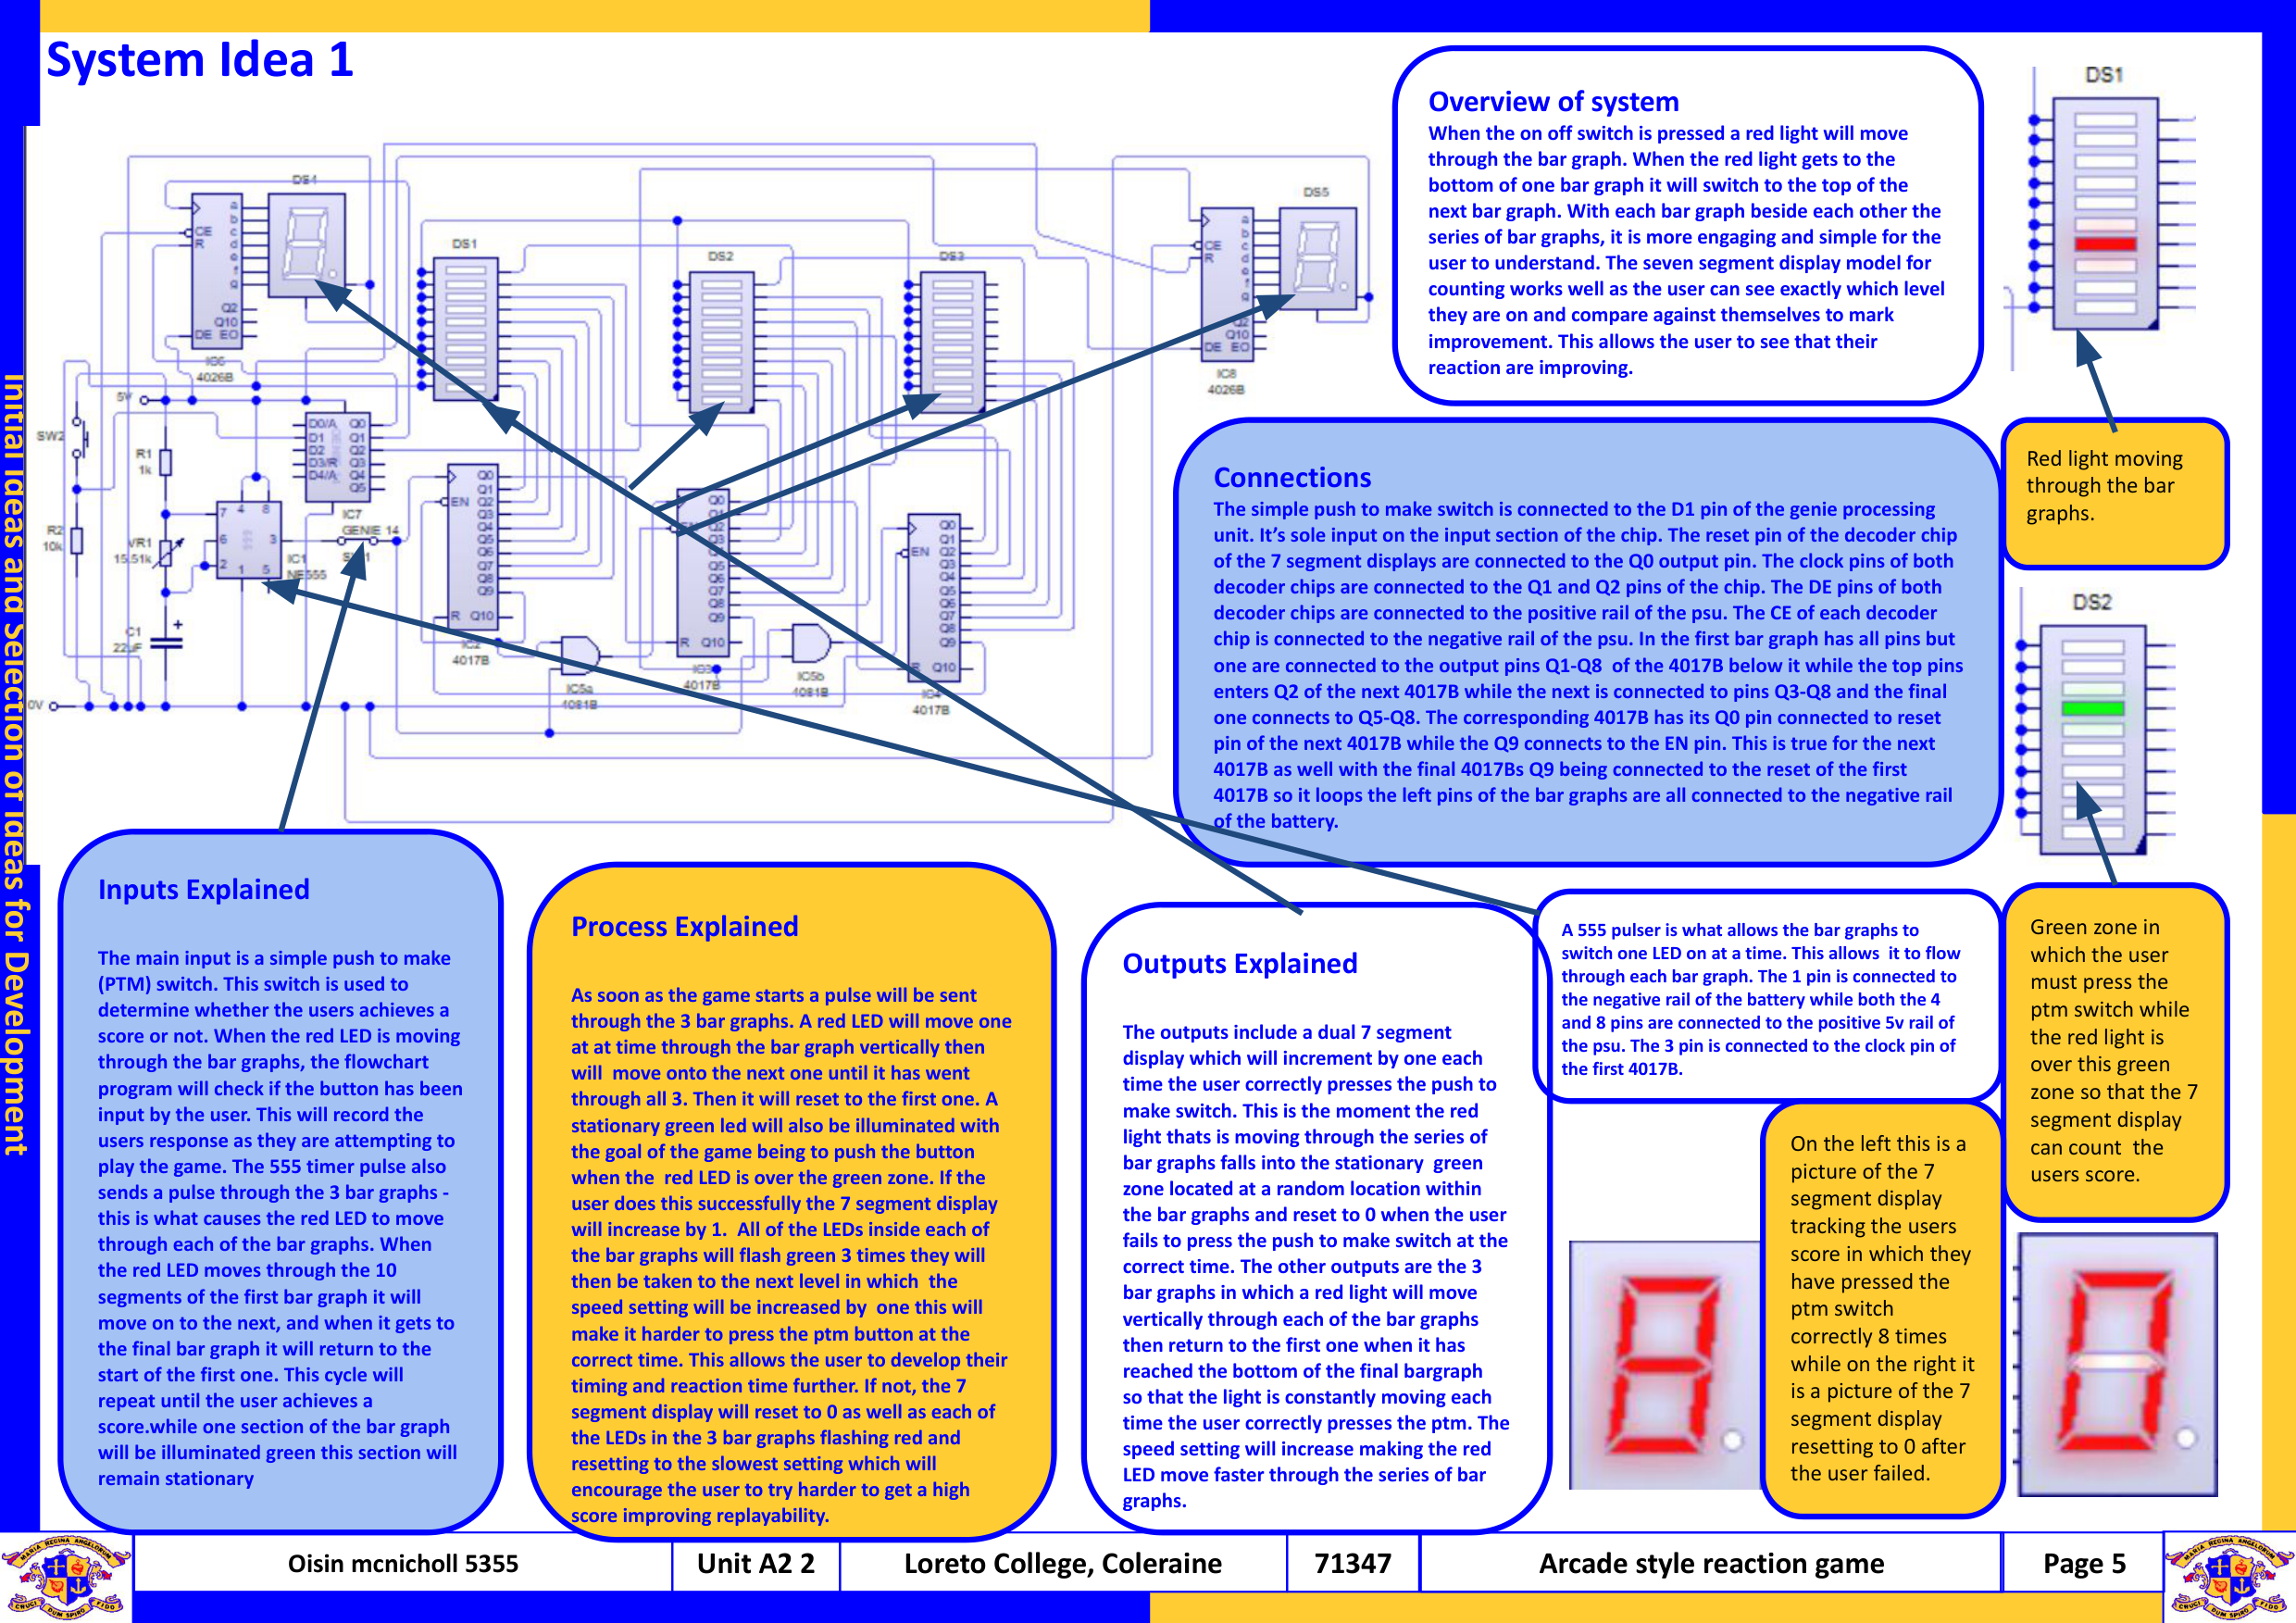 System Idea 1
Initial Ideas and Selection of Ideas for Development
Overview of system
When the on off switch is pressed a red light will move
through the bar graph. When the red light gets to the
bottom of one bar graph it will switch to the top of the
next bar graph. With each bar graph beside each other the
series of bar graphs, it is more engaging and simple for the
user to understand. The seven segment display model for
counting works well as the user can see exactly which level
they are on and compare against themselves to mark
improvement. This allows the user to see that their
reaction are improving.
DS1
Red light moving
through the bar
graphs.
Connections
The simple push to make switch is connected to the D1 pin of the genie processing
unit. It's sole input on the input section of the chip. The reset pin of the decoder chip
of the 7 segment displays are connected to the Q0 output pin. The clock pins of both
decoder chips are connected to the Q1 and Q2 pins of the chip. The DE pins of both
decoder chips are connected to the positive rail of the psu. The CE of each decoder
chip is connected to the negative rail of the psu. In the first bar graph has all pins but
one are connected to the output pins Q1-Q8 of the 4017B below it while the top pins
enters Q2 of the next 4017B while the next is connected to pins Q3-Q8 and the final
one connects to Q5-Q8. The corresponding 4017B has its Q0 pin connected to reset
pin of the next 4017B while the Q9 connects to the EN pin. This is true for the next
4017B as well with the final 4017Bs Q9 being connected to the reset of the first
4017B so it loops the left pins of the bar graphs are all connected to the negative rail
of the battery.
DS2
Green zone in
which the user
must press the
ptm switch while
the red light is
over this green
zone so that the 7
segment display
can count the
users score.
DS4
DS1
DS2
DS3
DS5
a
b
c
d
e
f
g
CE
R
Q2
Q10
DE EO
IC6
4026B
IC8
4026B
5V
0V
SW2
R1
1k
R2
10k
VR1
15.51k
C1
22uF
+
D0/A Q0
D1 Q1
D2 Q2
D3/R Q3
D4/A Q4
Q5
IC7
GENIE 14
7 4 8
6 3
2 1 5
IC1
NE555
Q0
Q1
EN Q2
Q3
Q4
Q5
Q6
Q7
Q8
Q9
R Q10
4017B
IC5a
4081B
4017B
IC5b
4081B
IC4
4017B
Inputs Explained
The main input is a simple push to make
(PTM) switch. This switch is used to
determine whether the users achieves a
score or not. When the red LED is moving
through the bar graphs, the flowchart
program will check if the button has been
input by the user. This will record the
users response as they are attempting to
play the game. The 555 timer pulse also
sends a pulse through the 3 bar graphs -
this is what causes the red LED to move
through each of the bar graphs. When
the red LED moves through the 10
segments of the first bar graph it will
move on to the next, and when it gets to
the final bar graph it will return to the
start of the first one. This cycle will
repeat until the user achieves a
score.while one section of the bar graph
will be illuminated green this section will
remain stationary
Process Explained
As soon as the game starts a pulse will be sent
through the 3 bar graphs. A red LED will move one
at at time through the bar graph vertically then
will move onto the next one until it has went
through all 3. Then it will reset to the first one. A
stationary green led will also be illuminated with
the goal of the game being to push the button
when the red LED is over the green zone. If the
user does this successfully the 7 segment display
will increase by 1. All of the LEDs inside each of
the bar graphs will flash green 3 times they will
then be taken to the next level in which the
speed setting will be increased by one this will
make it harder to press the ptm button at the
correct time. This allows the user to develop their
timing and reaction time further. If not, the 7
segment display will reset to 0 as well as each of
the LEDs in the 3 bar graphs flashing red and
resetting to the slowest setting which will
encourage the user to try harder to get a high
score improving replayability.
Outputs Explained
The outputs include a dual 7 segment
display which will increment by one each
time the user correctly presses the push to
make switch. This is the moment the red
light thats is moving through the series of
bar graphs falls into the stationary green
zone located at a random location within
the bar graphs and reset to 0 when the user
fails to press the push to make switch at the
correct time. The other outputs are the 3
bar graphs in which a red light will move
vertically through each of the bar graphs
then return to the first one when it has
reached the bottom of the final bargraph
so that the light is constantly moving each
time the user correctly presses the ptm. The
speed setting will increase making the red
LED move faster through the series of bar
graphs.
A 555 pulser is what allows the bar graphs to
switch one LED on at a time. This allows it to flow
through each bar graph. The 1 pin is connected to
the negative rail of the battery while both the 4
and 8 pins are connected to the positive 5v rail of
the psu. The 3 pin is connected to the clock pin of
the first 4017B.
On the left this is a
picture of the 7
segment display
tracking the users
score in which they
have pressed the
ptm switch
correctly 8 times
while on the right it
is a picture of the 7
segment display
resetting to 0 after
the user failed.
Oisin mcnicholl 5355
Unit A2 2
Loreto College, Coleraine
71347
Arcade style reaction game
Page 5